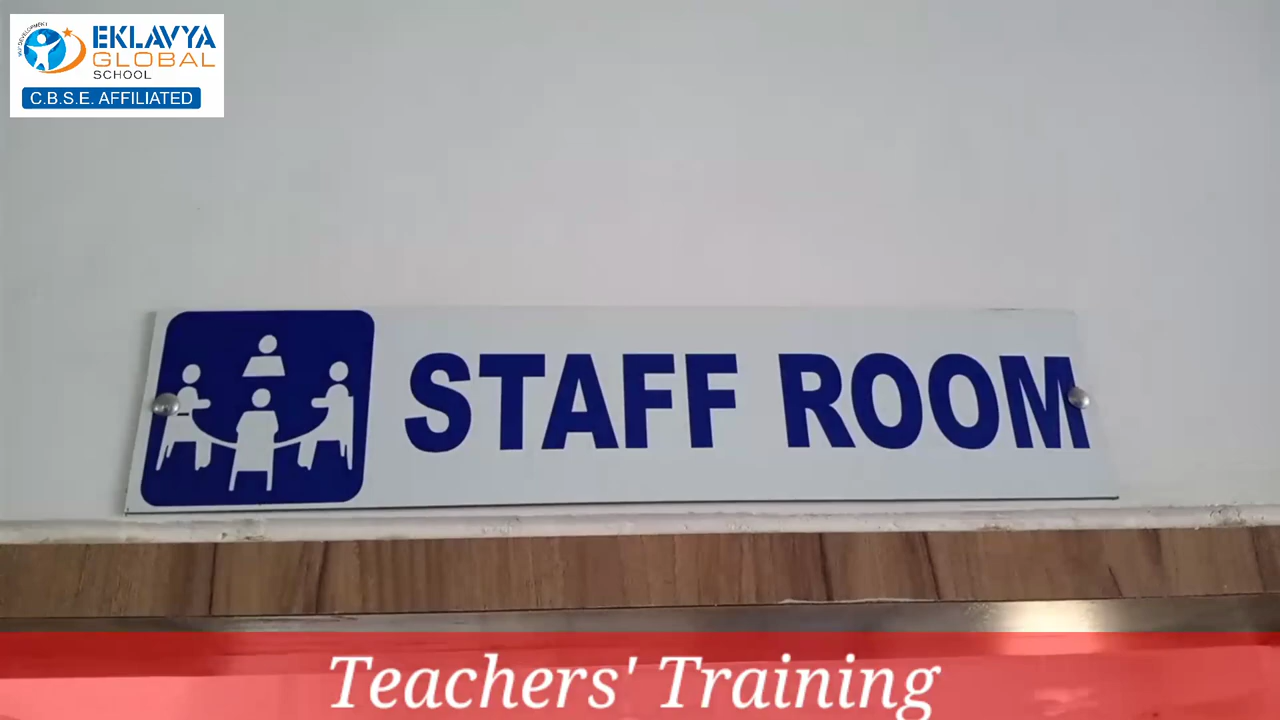 EKLAVYA
GLOBAL
SCHOOL
C.B.S.E. AFFILIATED
STAFF ROOM
Teachers' Training